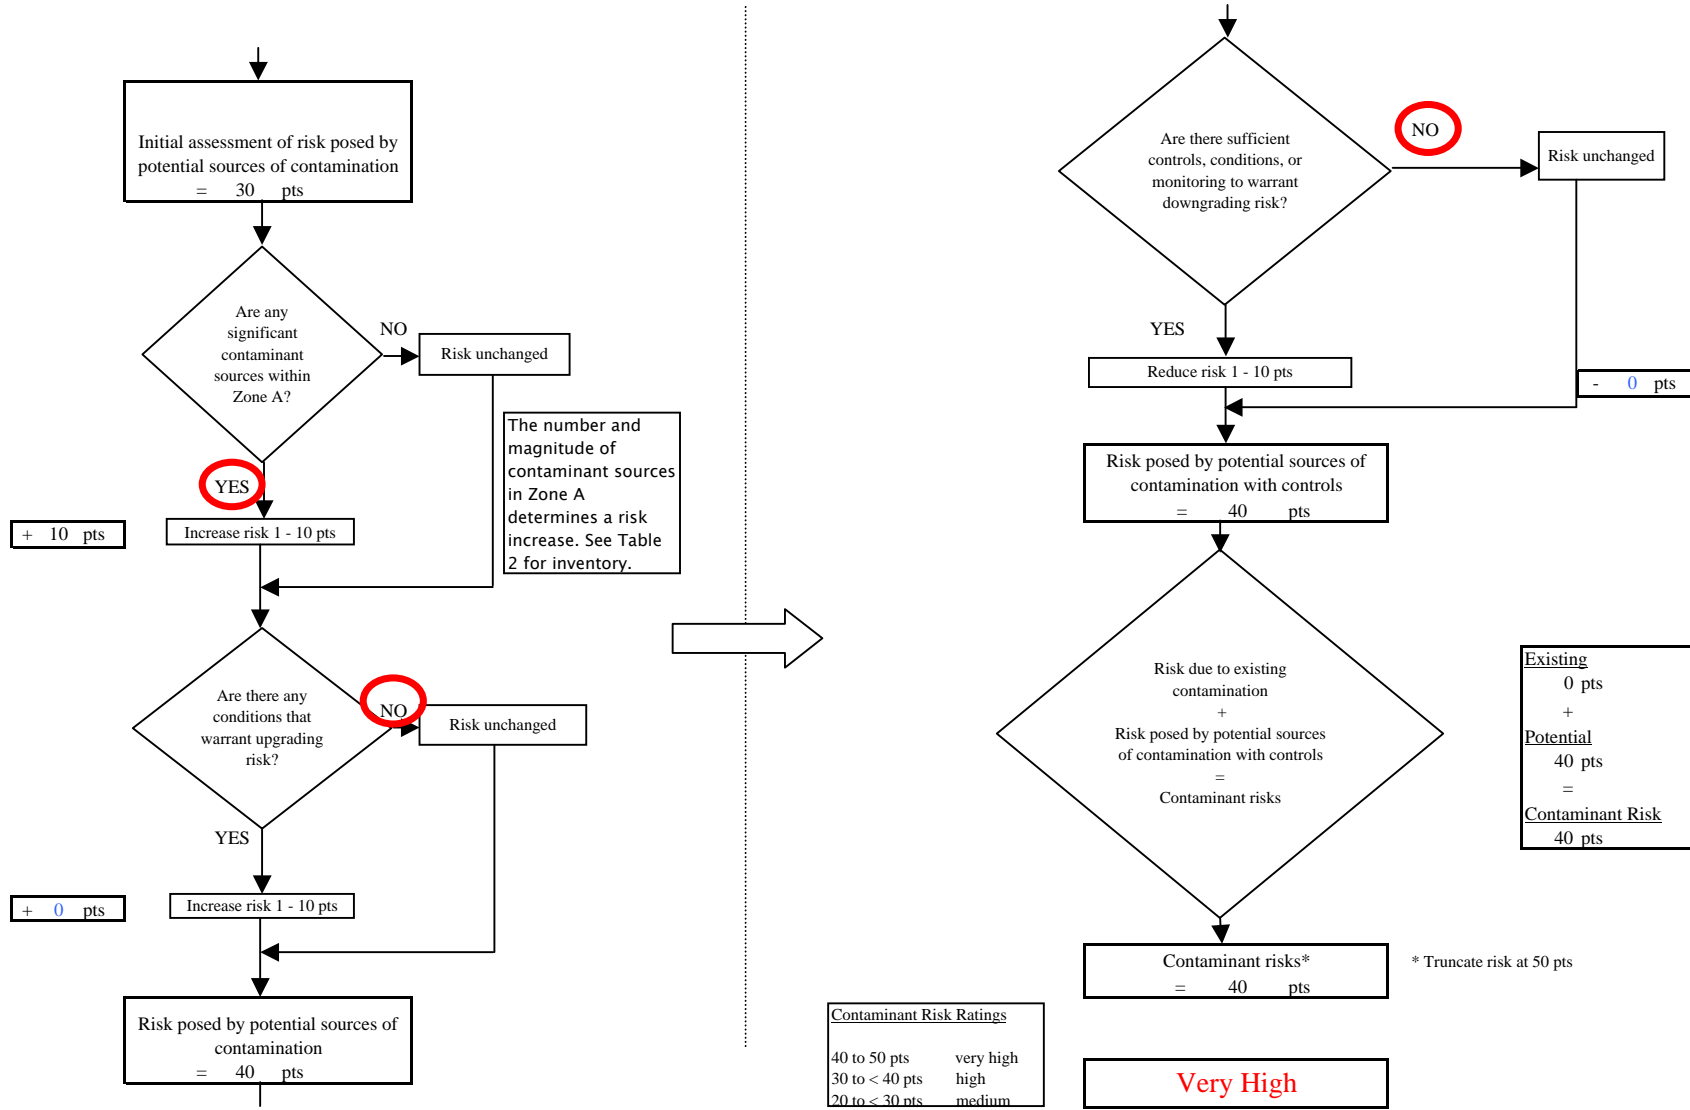 Initial assessment of risk posed by
potential sources of contamination
= 30 pts
Are any
significant
contaminant
sources within
Zone A?
NO
Risk unchanged
YES
The number and
magnitude of
contaminant sources
in Zone A
determines a risk
increase. See Table
2 for inventory.
+ 10 pts
Increase risk 1 - 10 pts
Are there any
conditions that
warrant upgrading
risk?
NO
Risk unchanged
YES
+ 0 pts
Increase risk 1 - 10 pts
Risk posed by potential sources of
contamination
= 40 pts
Are there sufficient
controls, conditions, or
monitoring to warrant
downgrading risk?
NO
Risk unchanged
YES
Reduce risk 1 - 10 pts
- 0 pts
Risk posed by potential sources of
contamination with controls
= 40 pts
Risk due to existing
contamination
+
Risk posed by potential sources
of contamination with controls
=
Contaminant risks
Existing
0 pts
+
Potential
40 pts
=
Contaminant Risk
40 pts
Contaminant risks*
= 40 pts
* Truncate risk at 50 pts
Contaminant Risk Ratings
40 to 50 pts very high
30 to < 40 pts high
20 to < 30 pts medium
Very High